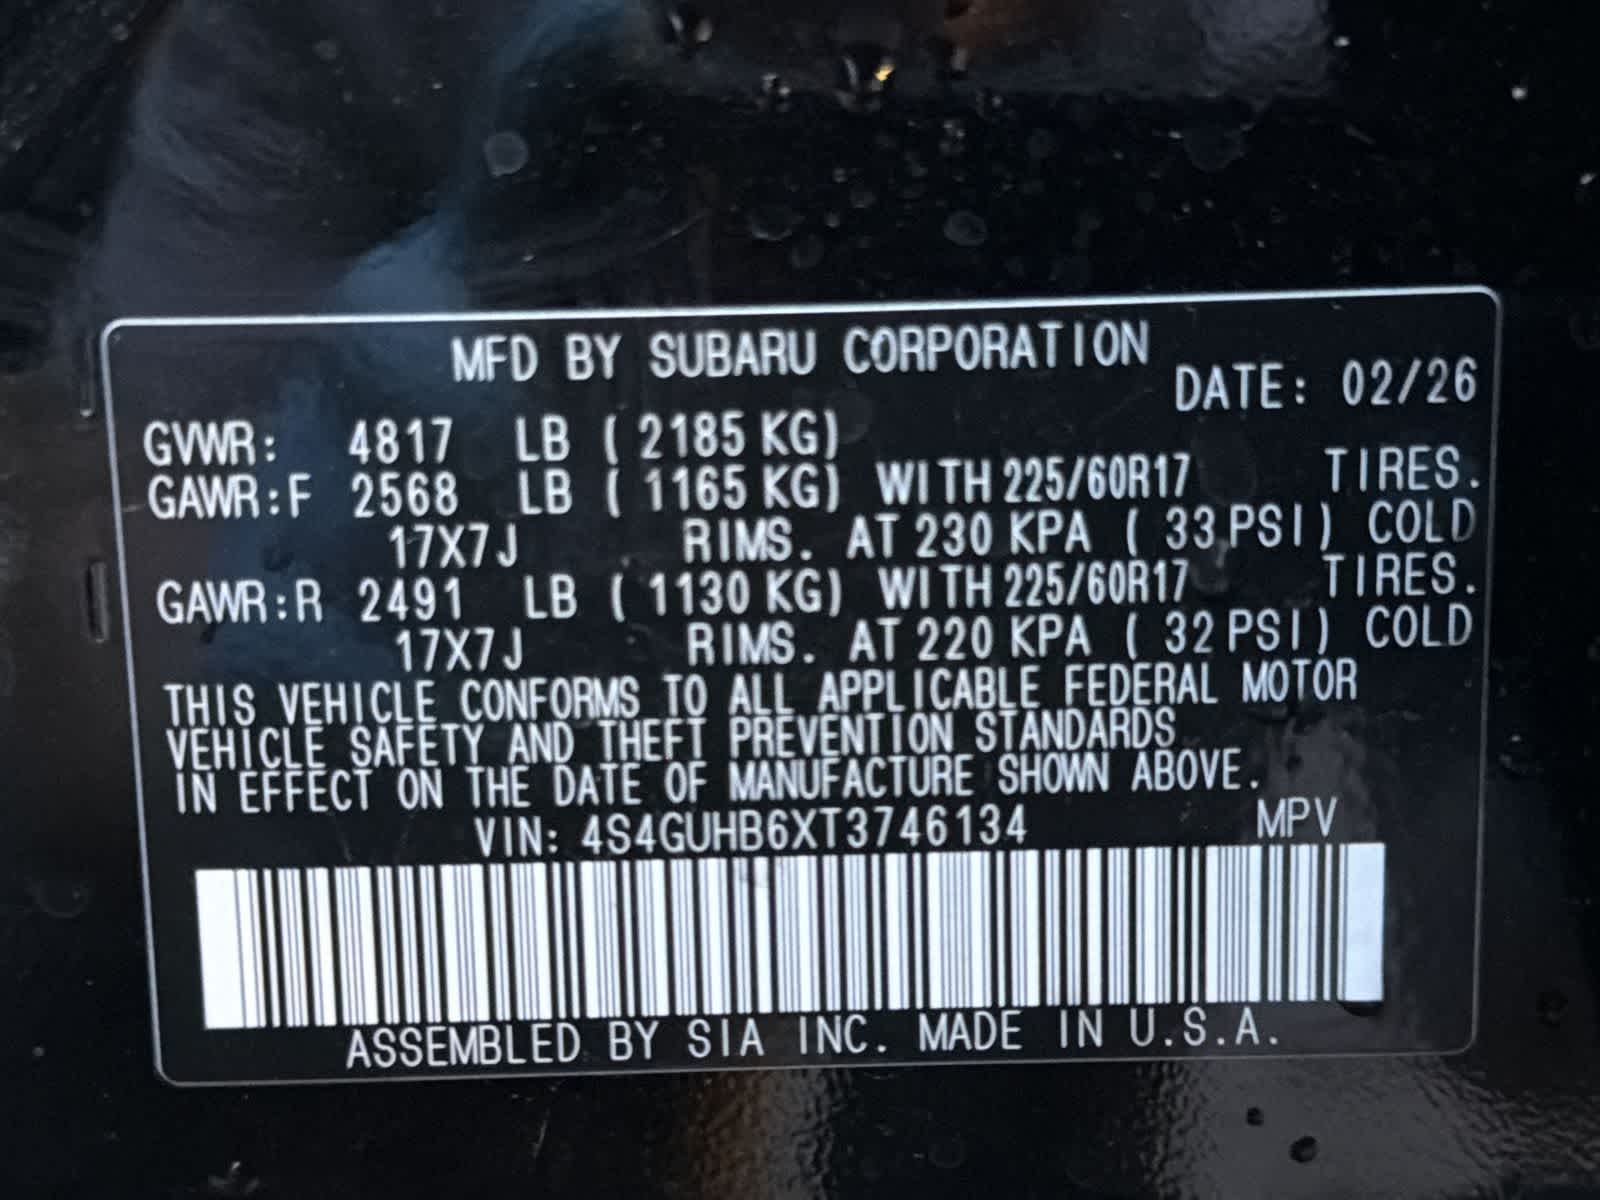 MFD BY SUBARU CORPORATION
DATE: 02/26
GVWR: 4817 LB ( 2185 KG)
GAWR:F 2568 LB ( 1165 KG) WITH 225/60R17 TIRES.
17X7J RIMS. AT 230 KPA ( 33 PSI) COLD
GAWR:R 2491 LB ( 1130 KG) WITH 225/60R17 TIRES.
17X7J RIMS. AT 220 KPA ( 32 PSI) COLD
THIS VEHICLE CONFORMS TO ALL APPLICABLE FEDERAL MOTOR
VEHICLE SAFETY AND THEFT PREVENTION STANDARDS
IN EFFECT ON THE DATE OF MANUFACTURE SHOWN ABOVE.
VIN: 4S4GUHB6XT3746134 MPV
ASSEMBLED BY SIA INC. MADE IN U.S.A.